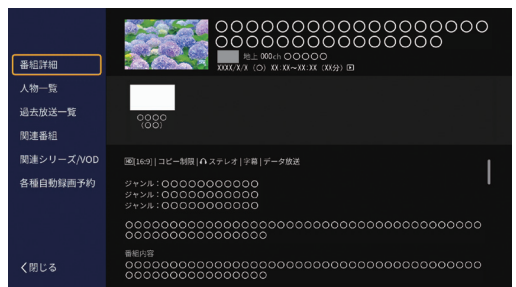 番組詳細
人物一覧
過去放送一覧
関連番組
関連シリーズ/VOD
各種自動録画予約
く閉じる
○○○○○○○○○○○○○○○○○○○
○○○○○○○○○○○○○○○○
地上 000ch ○○○○○
XXXX/X/X (○) XX:XX～XX:XX (XX分)
○○○○
(○○)
[16:9]|コピー制限|ステレオ|字幕|データ放送
ジャンル:○○○○○○○○○○○
ジャンル:○○○○○○○○○○○
ジャンル:○○○○○○○○○○○
○○○○○○○○○○○○○○○○○○○○○○○○○○○○○○○○○○○○○○○○
○○○○○○○○○○○○○○○○
番組内容
○○○○○○○○○○○○○○○○○○○○○○○○○○○○○○○○○○○○○○○○
○○○○○○○○○○○○○○○○